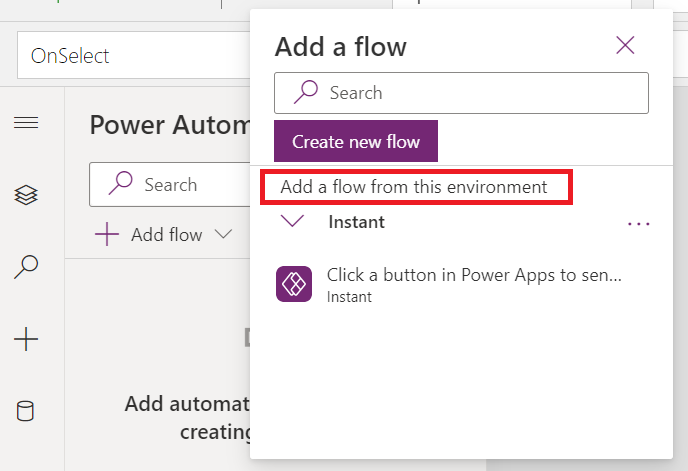 OnSelect
Add a flow
Search
Create new flow
Add a flow from this environment
Instant
...
Click a button in Power Apps to sen...
Instant
Power Autom
Search
Add flow
Add automat
creating